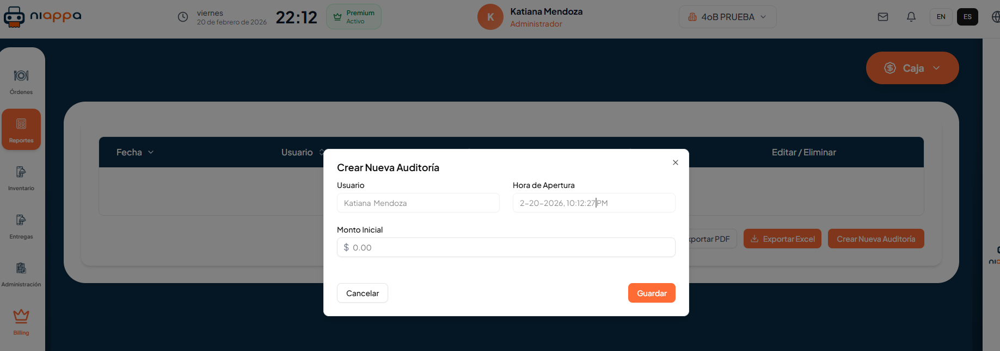 niappa
viernes
20 de febrero de 2026
22:12
Premium
Activo
K
Katiana Mendoza
Administrador
4oB PRUEBA
EN
ES
Caja
Órdenes
Reportes
Inventario
Entregas
Administración
Billing
Fecha
Usuario
Editar / Eliminar
Crear Nueva Auditoría
Usuario
Hora de Apertura
Katiana Mendoza
2-20-2026, 10:12:27 PM
Monto Inicial
$ 0.00
Cancelar
Guardar
xportar PDF
Exportar Excel
Crear Nueva Auditoría